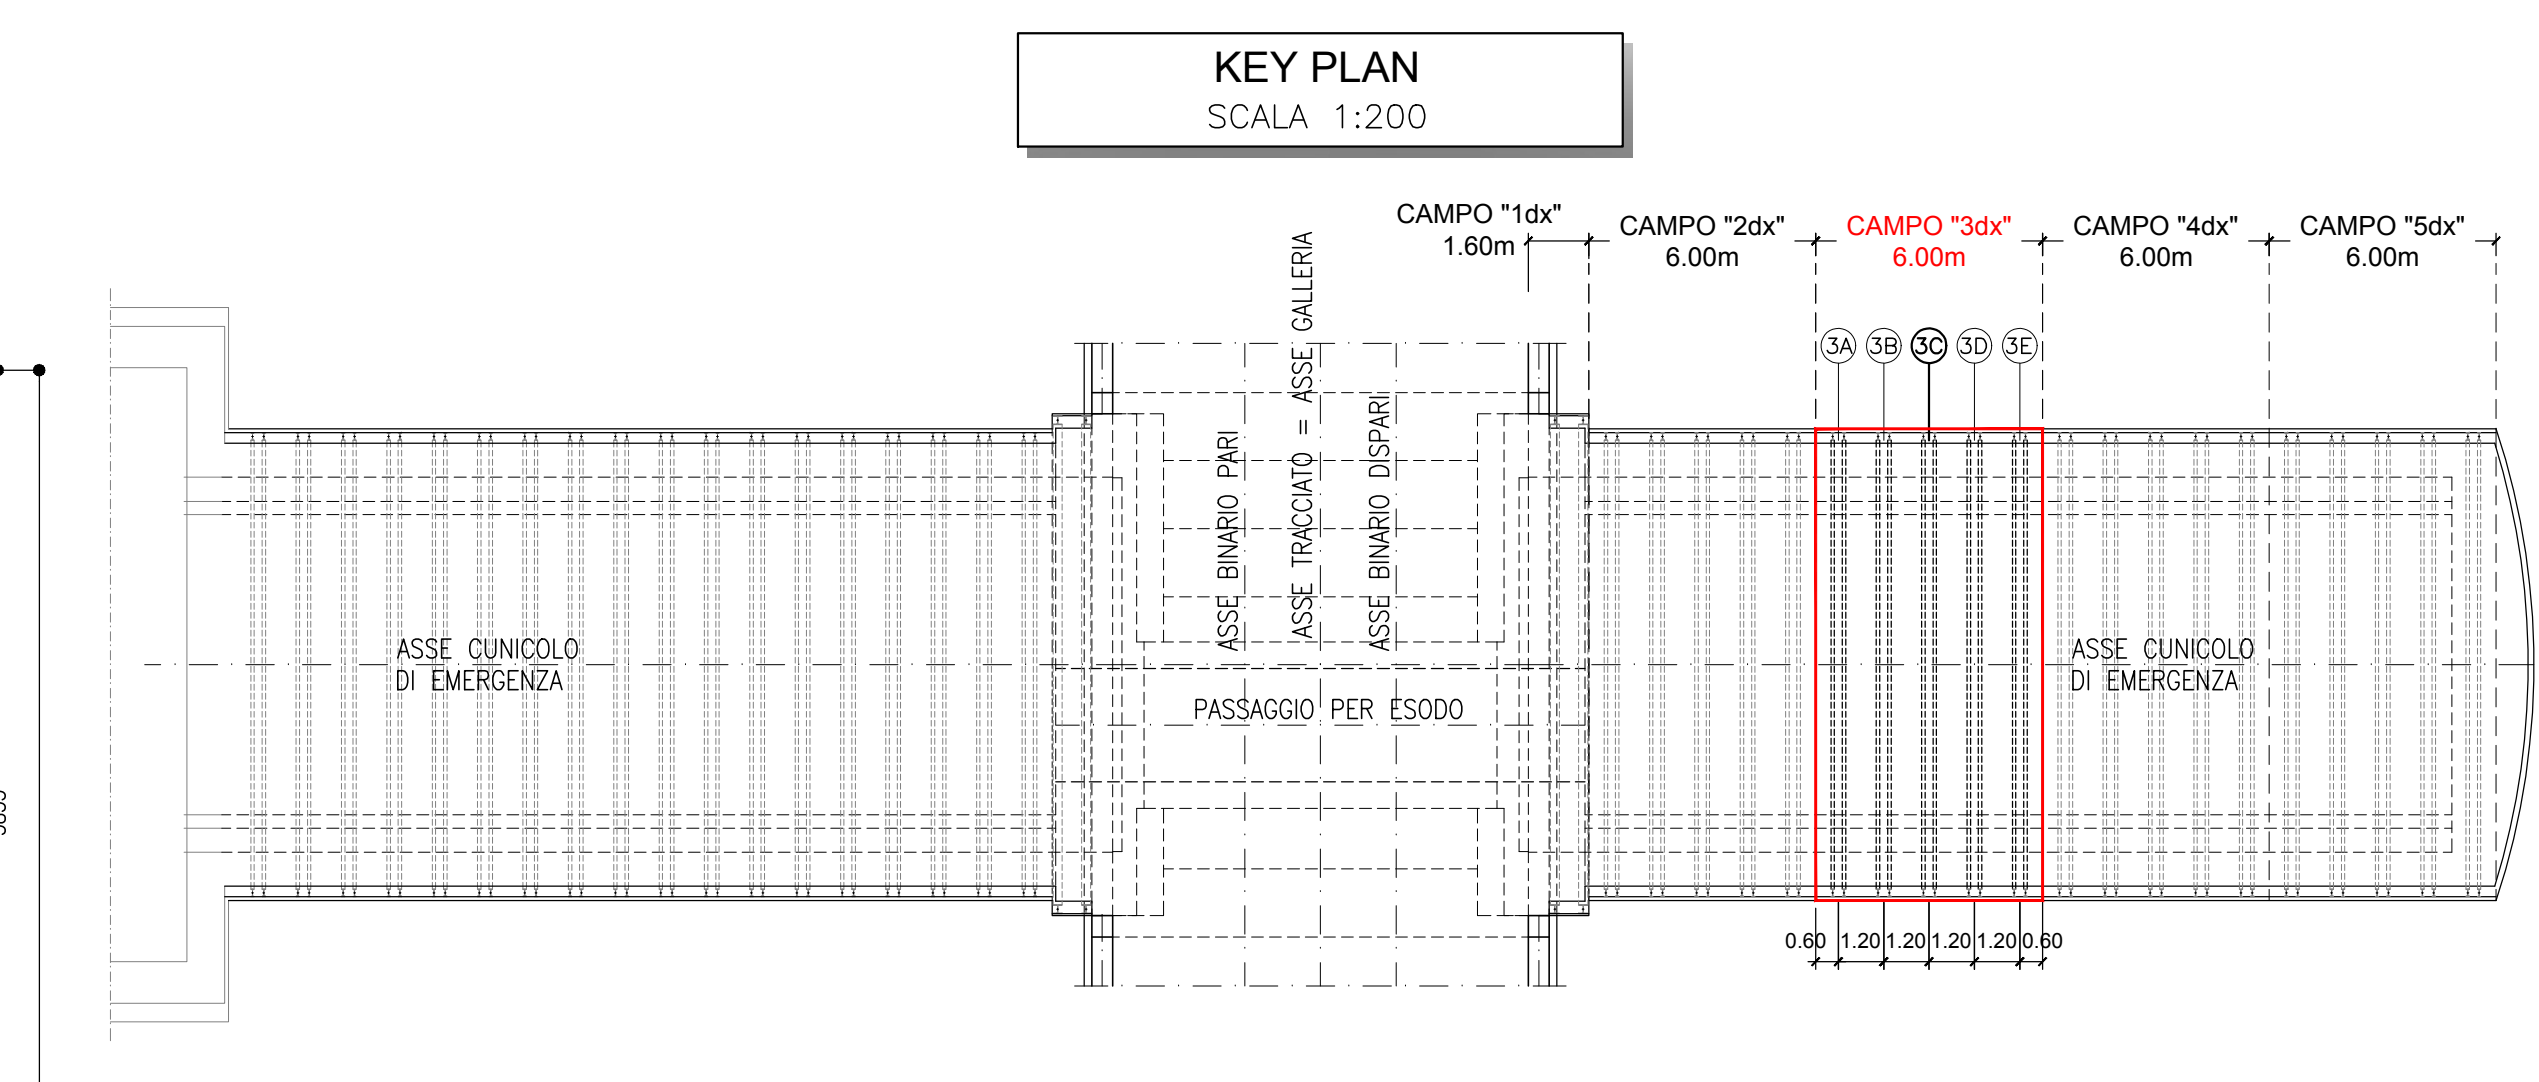 KEY PLAN
SCALA 1:200
CAMPO "1dx"
1.60m
CAMPO "2dx"
6.00m
CAMPO "3dx"
6.00m
CAMPO "4dx"
6.00m
CAMPO "5dx"
6.00m
3A 3B 3C 3D 3E
ASSE BINARIO PARI
ASSE TRACCIATO = ASSE GALLERIA
ASSE BINARIO DISPARI
ASSE CUNICOLO
DI EMERGENZA
PASSAGGIO PER ESODO
ASSE CUNICOLO
DI EMERGENZA
0.60 1.20 1.20 1.20 1.20 0.60